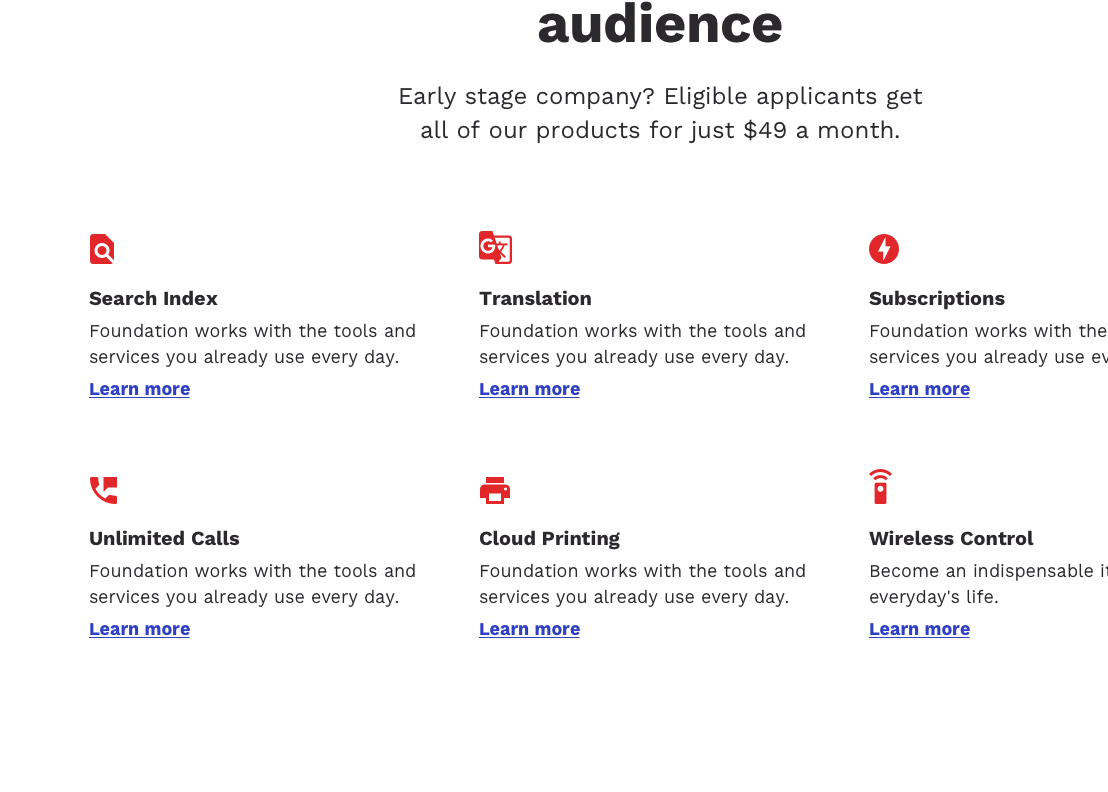 audience
Early stage company? Eligible applicants get
all of our products for just $49 a month.
Search Index
Foundation works with the tools and
services you already use every day.
Learn more
Translation
Foundation works with the tools and
services you already use every day.
Learn more
Subscriptions
Foundation works with the
services you already use
Learn more
Unlimited Calls
Foundation works with the tools and
services you already use every day.
Learn more
Cloud Printing
Foundation works with the tools and
services you already use every day.
Learn more
Wireless Control
Become an indispensable
everyday's life.
Learn more